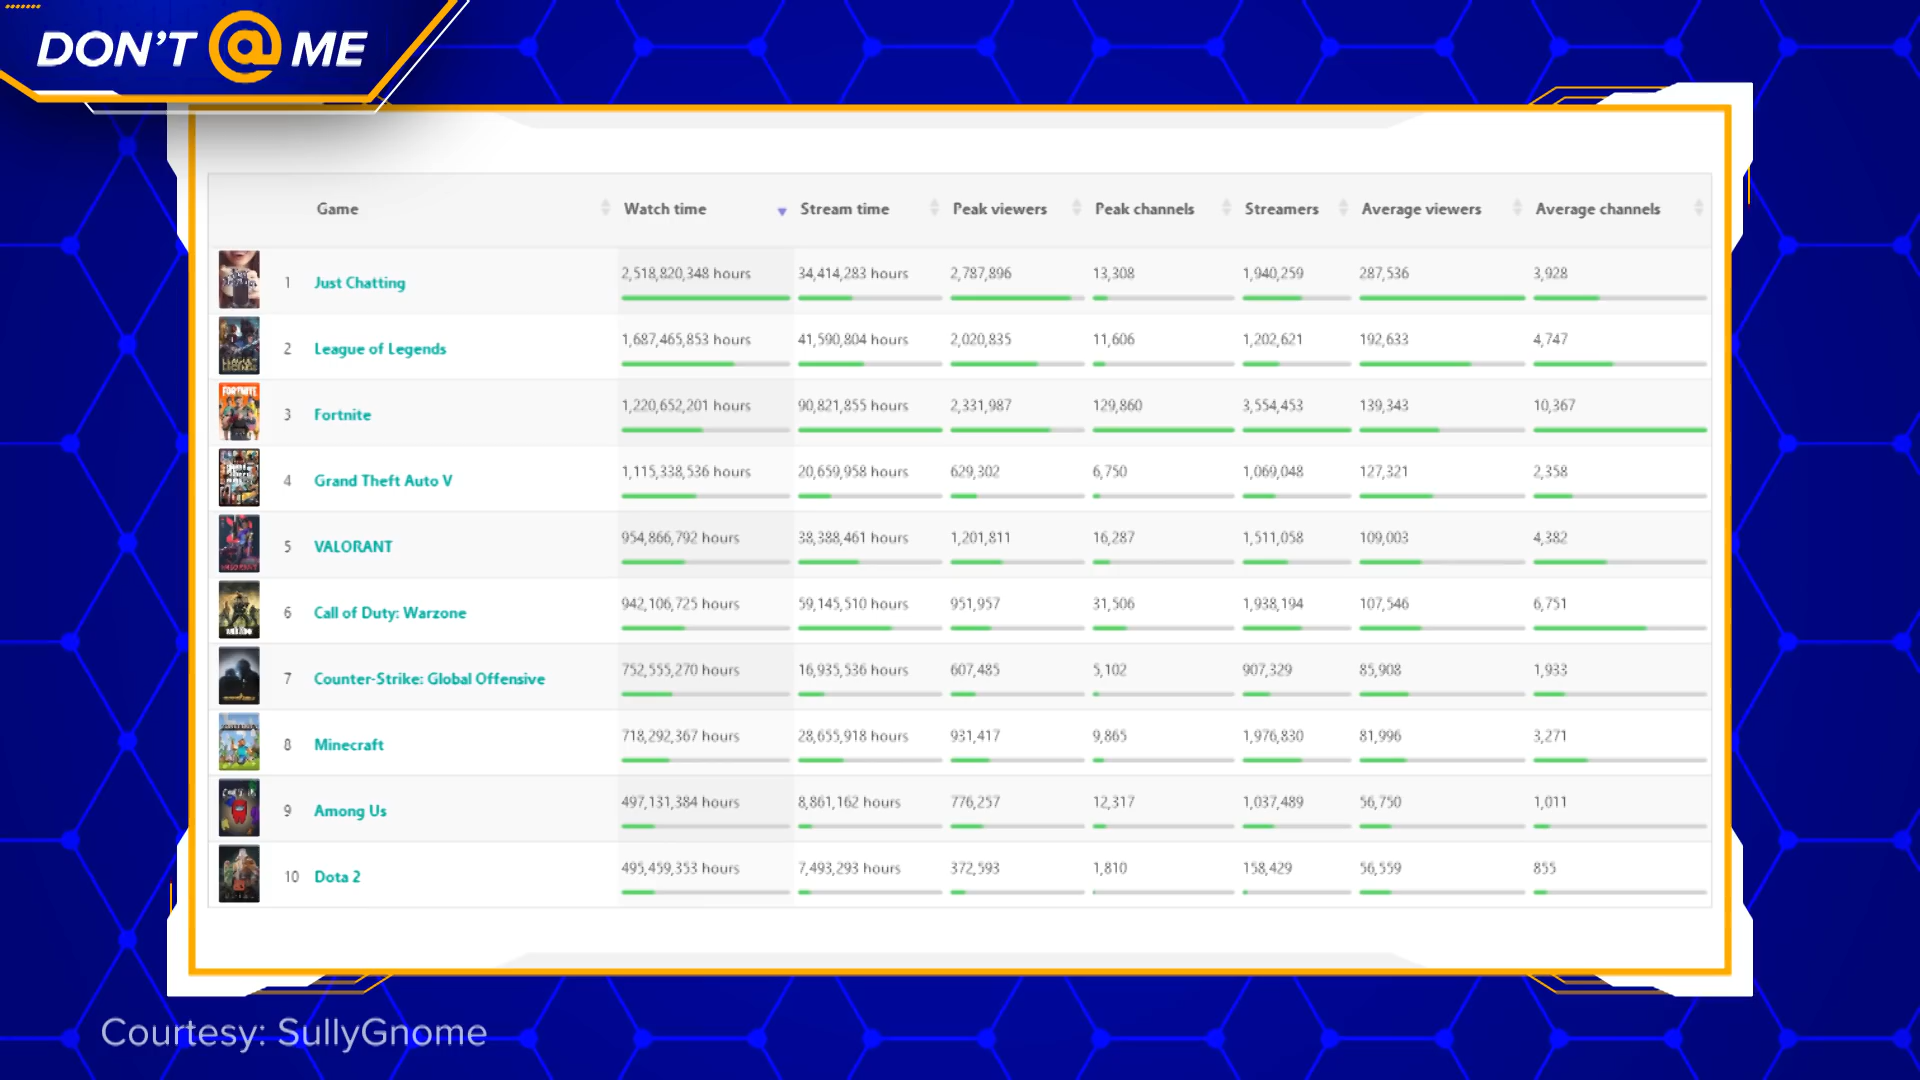 DON'T @ ME
Game Watch time Stream time Peak viewers Peak channels Streamers Average viewers Average channels
1 Just Chatting 2,518,820,348 hours 34,414,283 hours 2,787,896 13,308 1,940,259 287,536 3,928
2 League of Legends 1,687,465,853 hours 41,590,804 hours 2,020,835 11,606 1,202,621 192,633 4,747
3 Fortnite 1,220,652,201 hours 90,821,855 hours 2,331,987 129,860 3,554,453 139,343 10,367
4 Grand Theft Auto V 1,115,338,536 hours 20,659,958 hours 629,302 6,750 1,069,048 127,321 2,358
5 VALORANT 954,866,792 hours 38,388,461 hours 1,201,811 16,287 1,511,058 109,003 4,382
6 Call of Duty: Warzone 942,106,725 hours 59,145,510 hours 951,957 31,506 1,938,194 107,546 6,751
7 Counter-Strike: Global Offensive 752,555,270 hours 16,935,536 hours 607,485 5,102 907,329 85,908 1,933
8 Minecraft 718,292,367 hours 28,655,918 hours 931,417 9,865 1,976,830 81,996 3,271
9 Among Us 497,131,384 hours 8,861,162 hours 776,257 12,317 1,037,489 56,750 1,011
10 Dota 2 495,459,353 hours 7,493,293 hours 372,593 1,810 158,429 56,559 855
FORTNITE
Courtesy: SullyGnome